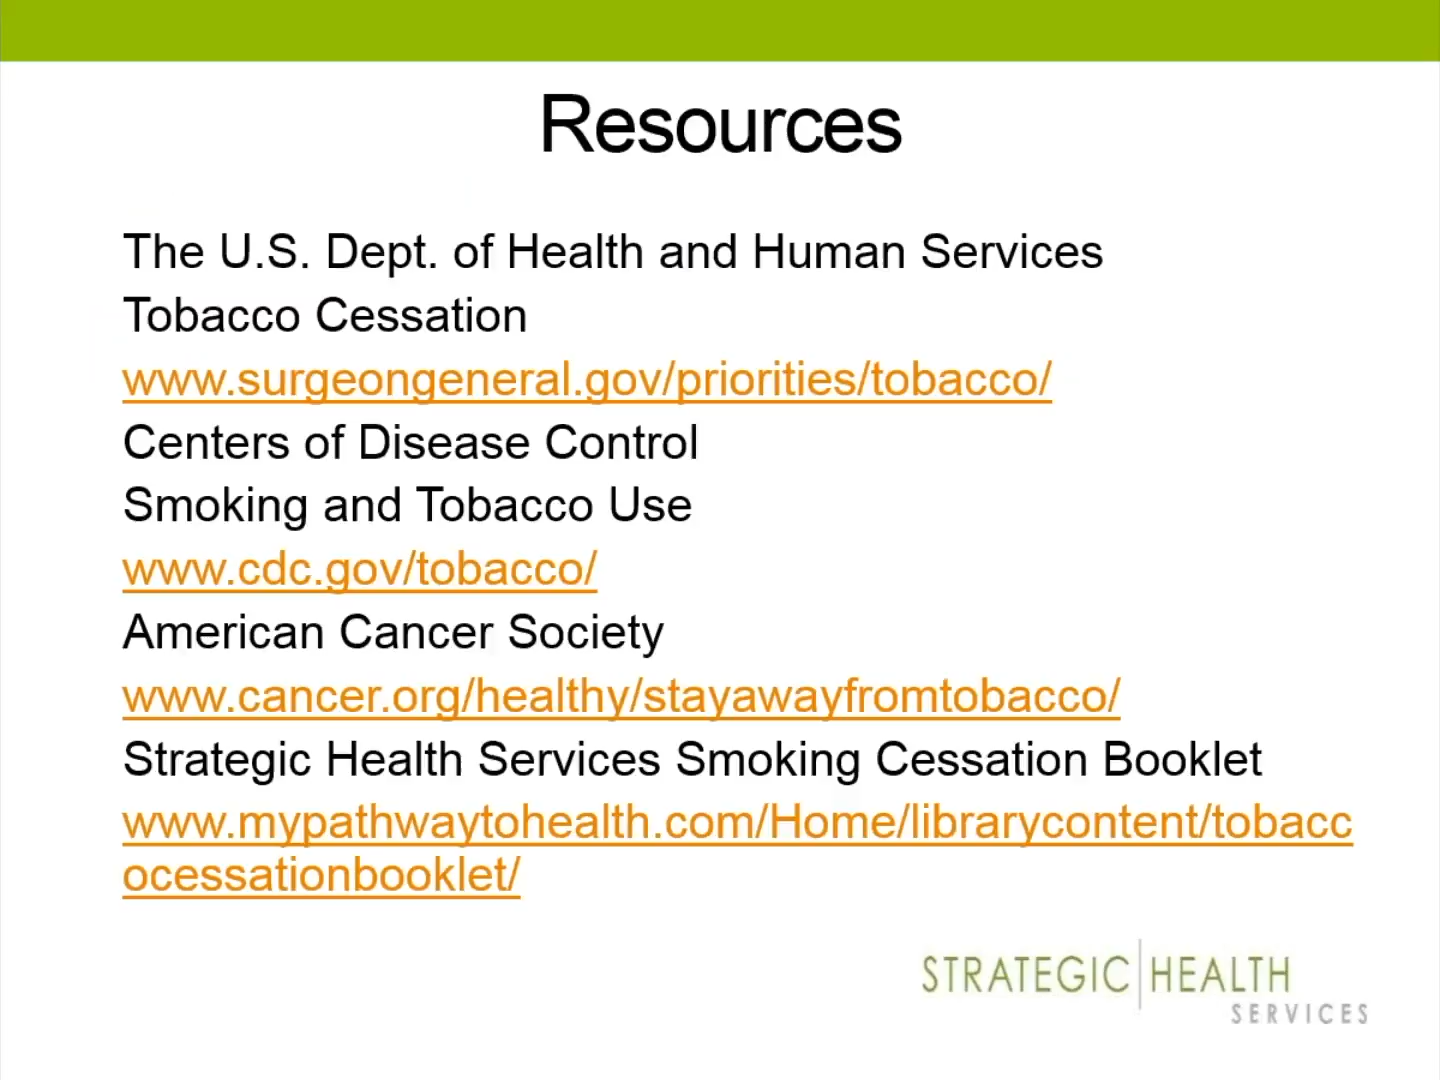 Resources
The U.S. Dept. of Health and Human Services
Tobacco Cessation
www.surgeongeneral.gov/priorities/tobacco/
Centers of Disease Control
Smoking and Tobacco Use
www.cdc.gov/tobacco/
American Cancer Society
www.cancer.org/healthy/stayawayfromtobacco/
Strategic Health Services Smoking Cessation Booklet
www.mypathwaytohealth.com/Home/librarycontent/tobacc
ocessationbooklet/
STRATEGIC HEALTH
SERVICES